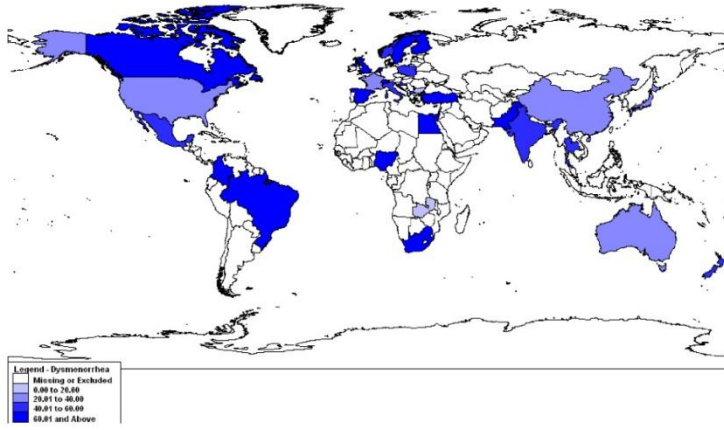 Legend - Dysmenorrhea
Missing or Excluded
0.00 to 20.00
20.01 to 40.00
40.01 to 60.00
60.01 and Above